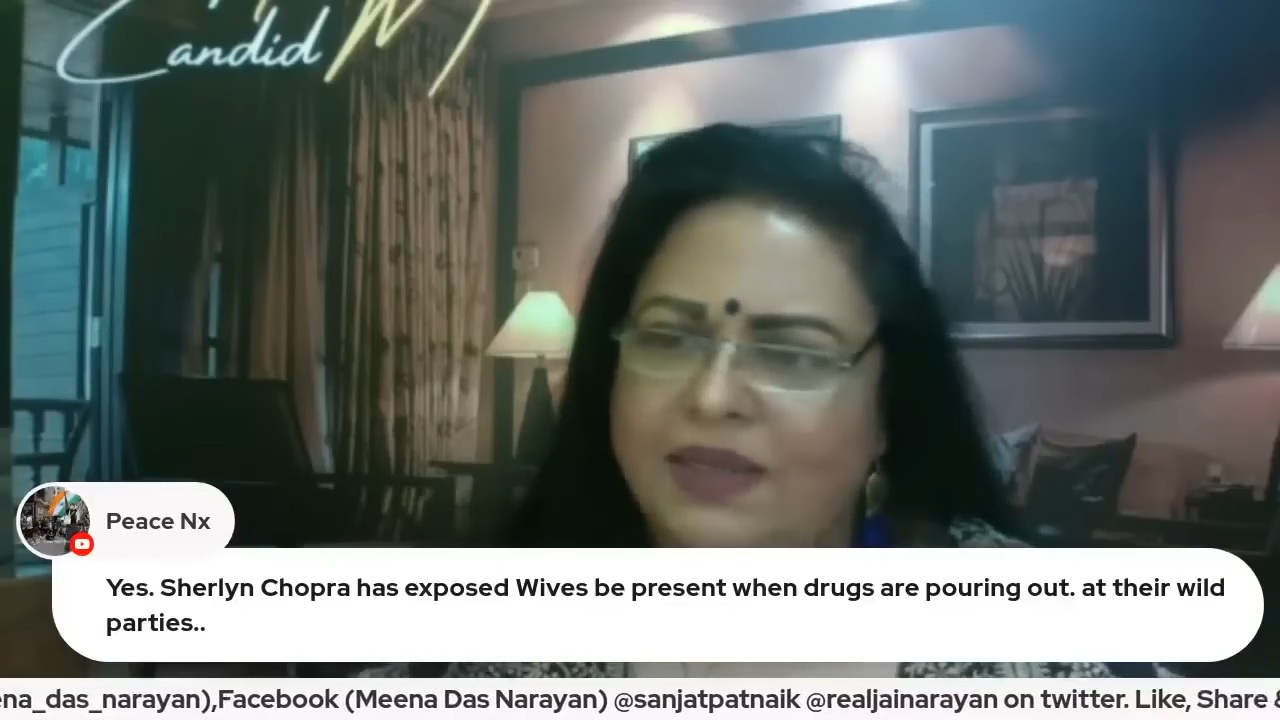 Candid M
Peace Nx
Yes. Sherlyn Chopra has exposed Wives be present when drugs are pouring out. at their wild
parties..
ena_das_narayan),Facebook (Meena Das Narayan) @sanjatpatnaik @realjainarayan on twitter. Like, Share &